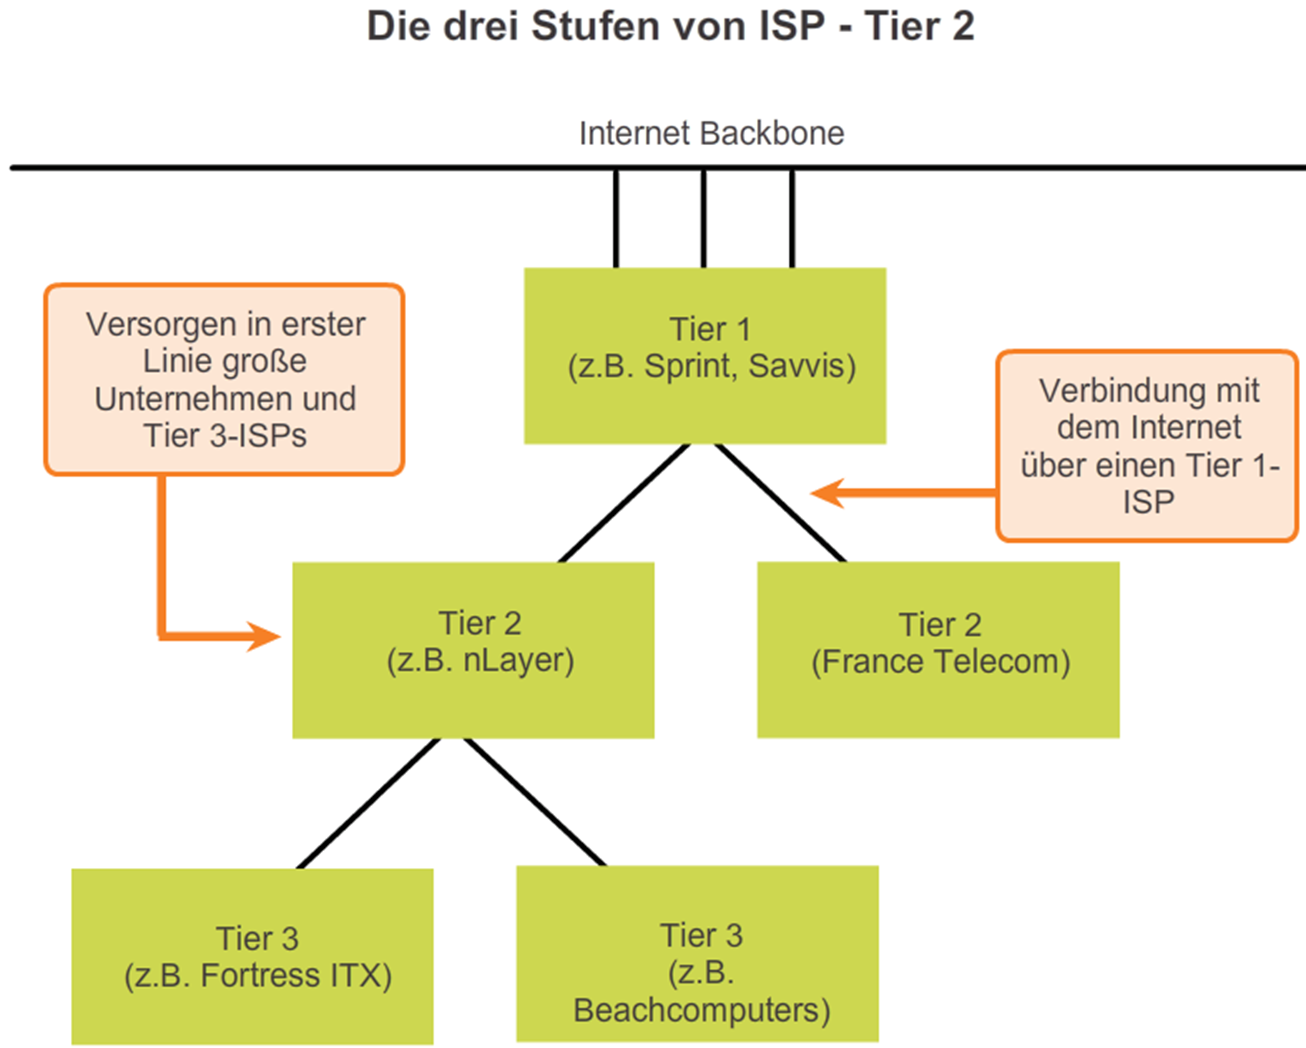 Die drei Stufen von ISP - Tier 2
Internet Backbone
Versorgen in erster
Linie große
Unternehmen und
Tier 3-ISPs
Tier 1
(z.B. Sprint, Savvis)
Verbindung mit
dem Internet
über einen Tier 1-
ISP
Tier 2
(z.B. nLayer)
Tier 2
(France Telecom)
Tier 3
(z.B. Fortress ITX)
Tier 3
(z.B.
Beachcomputers)